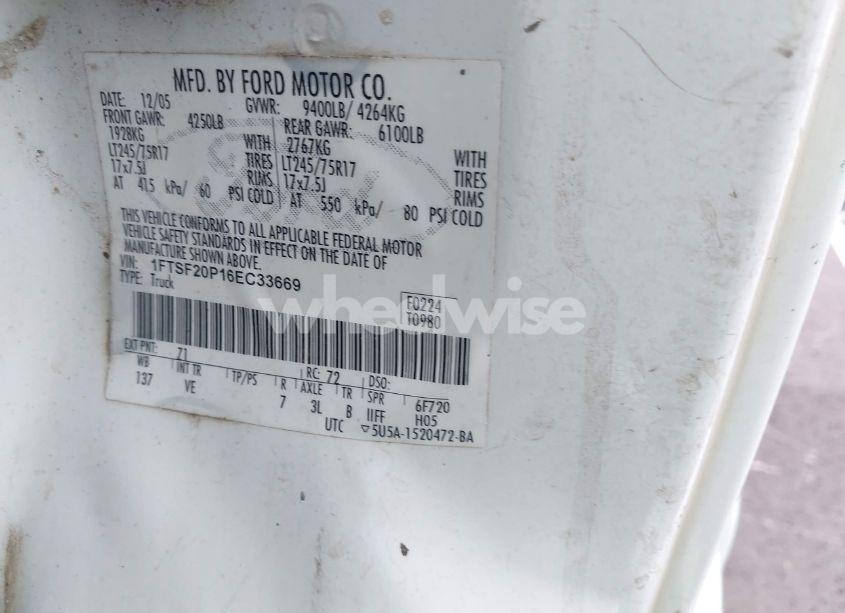 MFD. BY FORD MOTOR CO.
DATE: 12/05 GVWR: 9400LB/ 4264KG
FRONT GAWR: 4250LB REAR GAWR: 6100LB
1928KG WITH 2767KG WITH
LT245/75R17 TIRES LT245/75R17 TIRES
17x7.5J RIMS 17x7.5J RIMS
AT 415 kPa/ 60 PSI COLD AT 550 kPa/ 80 PSI COLD
THIS VEHICLE CONFORMS TO ALL APPLICABLE FEDERAL MOTOR
VEHICLE SAFETY STANDARDS IN EFFECT ON THE DATE OF
MANUFACTURE SHOWN ABOVE.
VIN: 1FTSF20P16EC33669
TYPE: Truck
F0224
T0980
wheelwise
EXT PNT: 71 RC: 72 DSO:
WB INT TR TP/PS R AXLE TR SPR 6F720
137 VE 7 3L B IIFF H05
UTC ▽5U5A-1520472-BA